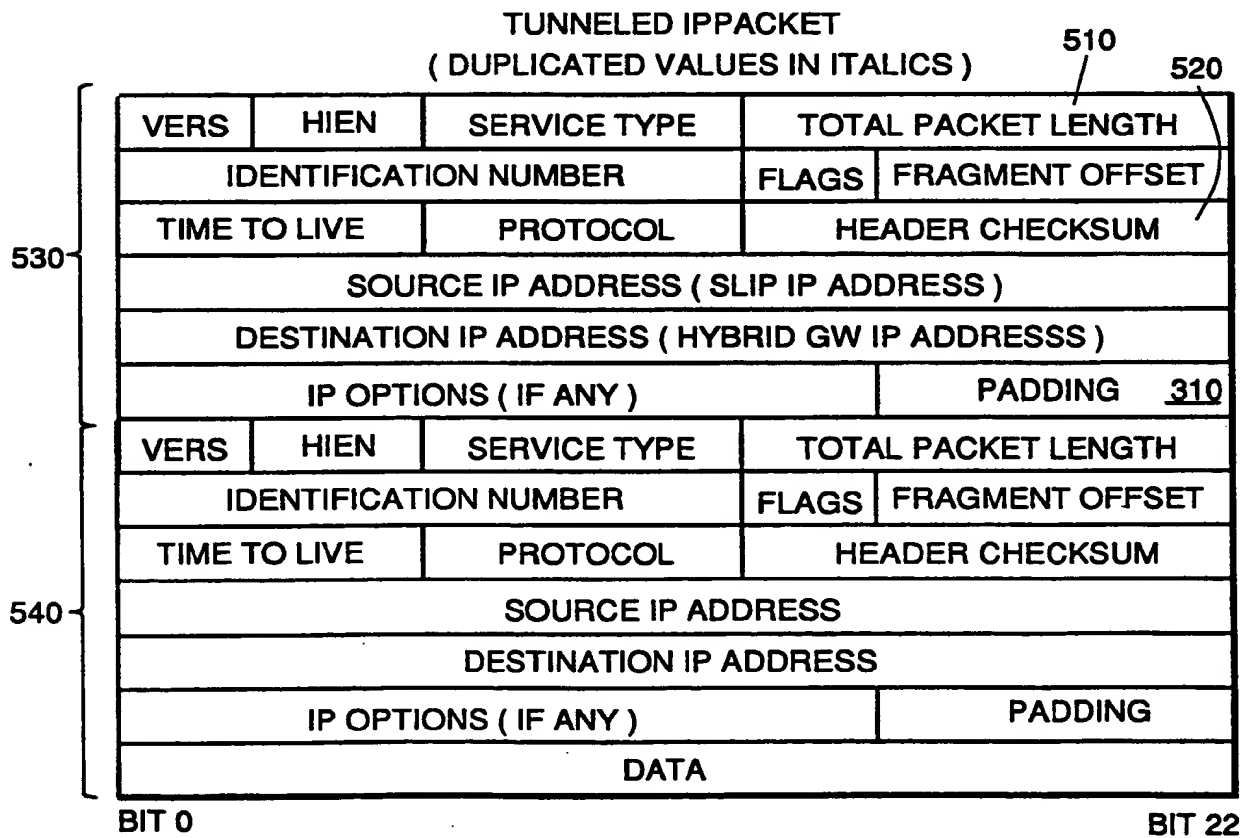 TUNNELED IPPACKET
( DUPLICATED VALUES IN ITALICS )
510
520
VERS HIEN SERVICE TYPE TOTAL PACKET LENGTH
IDENTIFICATION NUMBER FLAGS FRAGMENT OFFSET
TIME TO LIVE PROTOCOL HEADER CHECKSUM
530
SOURCE IP ADDRESS ( SLIP IP ADDRESS )
DESTINATION IP ADDRESS ( HYBRID GW IP ADDRESSS )
IP OPTIONS ( IF ANY ) PADDING 310
VERS HIEN SERVICE TYPE TOTAL PACKET LENGTH
IDENTIFICATION NUMBER FLAGS FRAGMENT OFFSET
TIME TO LIVE PROTOCOL HEADER CHECKSUM
540
SOURCE IP ADDRESS
DESTINATION IP ADDRESS
IP OPTIONS ( IF ANY ) PADDING
DATA
BIT 0 BIT 22